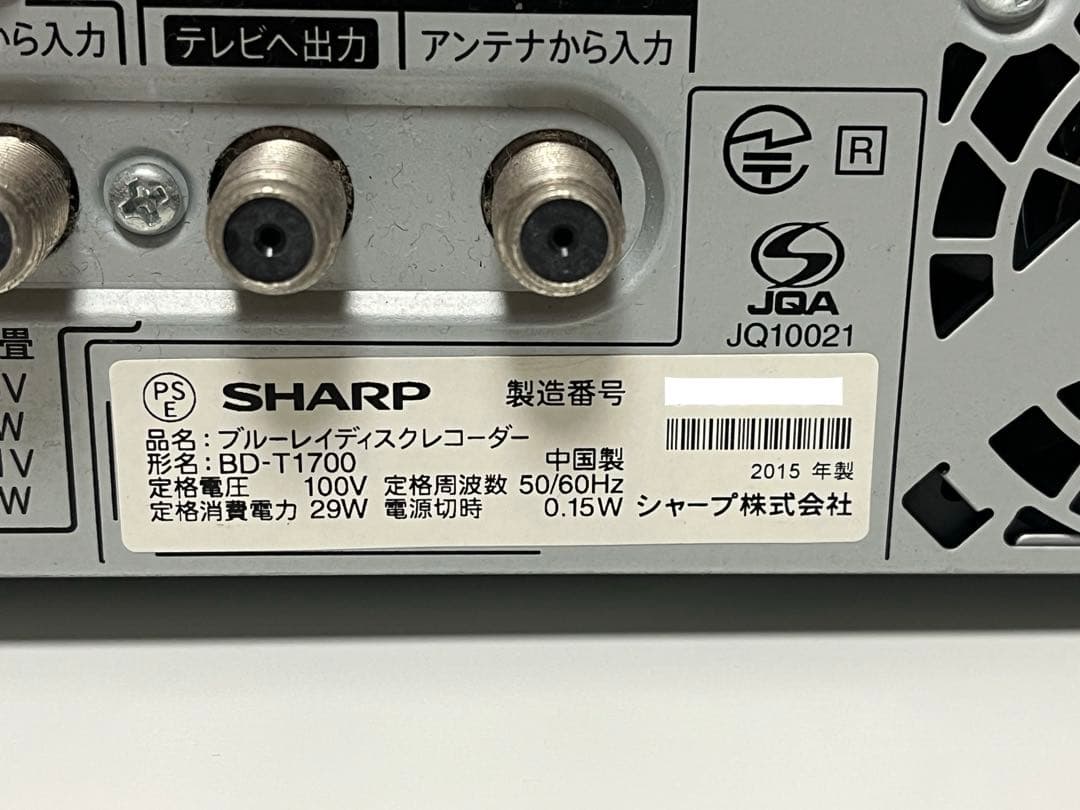 から入力
テレビへ出力
アンテナから入力
R
JQA
JQ10021
畳
V
W
V
W
PSE SHARP 製造番号
品名:ブルーレイディスクレコーダー
形名:BD-T1700 中国製
2015 年製
定格電圧 100V 定格周波数 50/60Hz
定格消費電力 29W 電源切時 0.15W シャープ株式会社